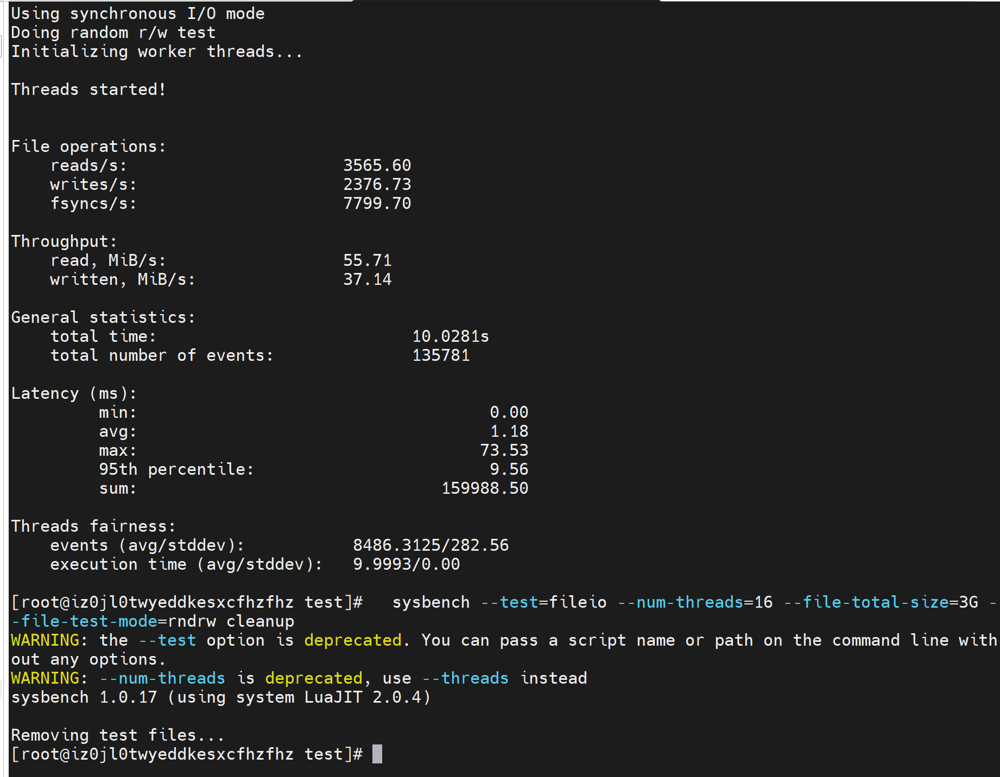 Using synchronous I/O mode
Doing random r/w test
Initializing worker threads...
Threads started!
File operations:
    reads/s:                      3565.60
    writes/s:                     2376.73
    fsyncs/s:                     7799.70
Throughput:
    read, MiB/s:                  55.71
    written, MiB/s:               37.14
General statistics:
    total time:                          10.0281s
    total number of events:              135781
Latency (ms):
         min:                                    0.00
         avg:                                    1.18
         max:                                   73.53
         95th percentile:                        9.56
         sum:                               159988.50
Threads fairness:
    events (avg/stddev):           8486.3125/282.56
    execution time (avg/stddev):   9.9993/0.00
[root@iz0jl0twyeddkesxcfhzfhz test]#   sysbench --test=fileio --num-threads=16 --file-total-size=3G -
-file-test-mode=rndrw cleanup
WARNING: the --test option is deprecated. You can pass a script name or path on the command line with
out any options.
WARNING: --num-threads is deprecated, use --threads instead
sysbench 1.0.17 (using system LuaJIT 2.0.4)
Removing test files...
[root@iz0jl0twyeddkesxcfhzfhz test]#